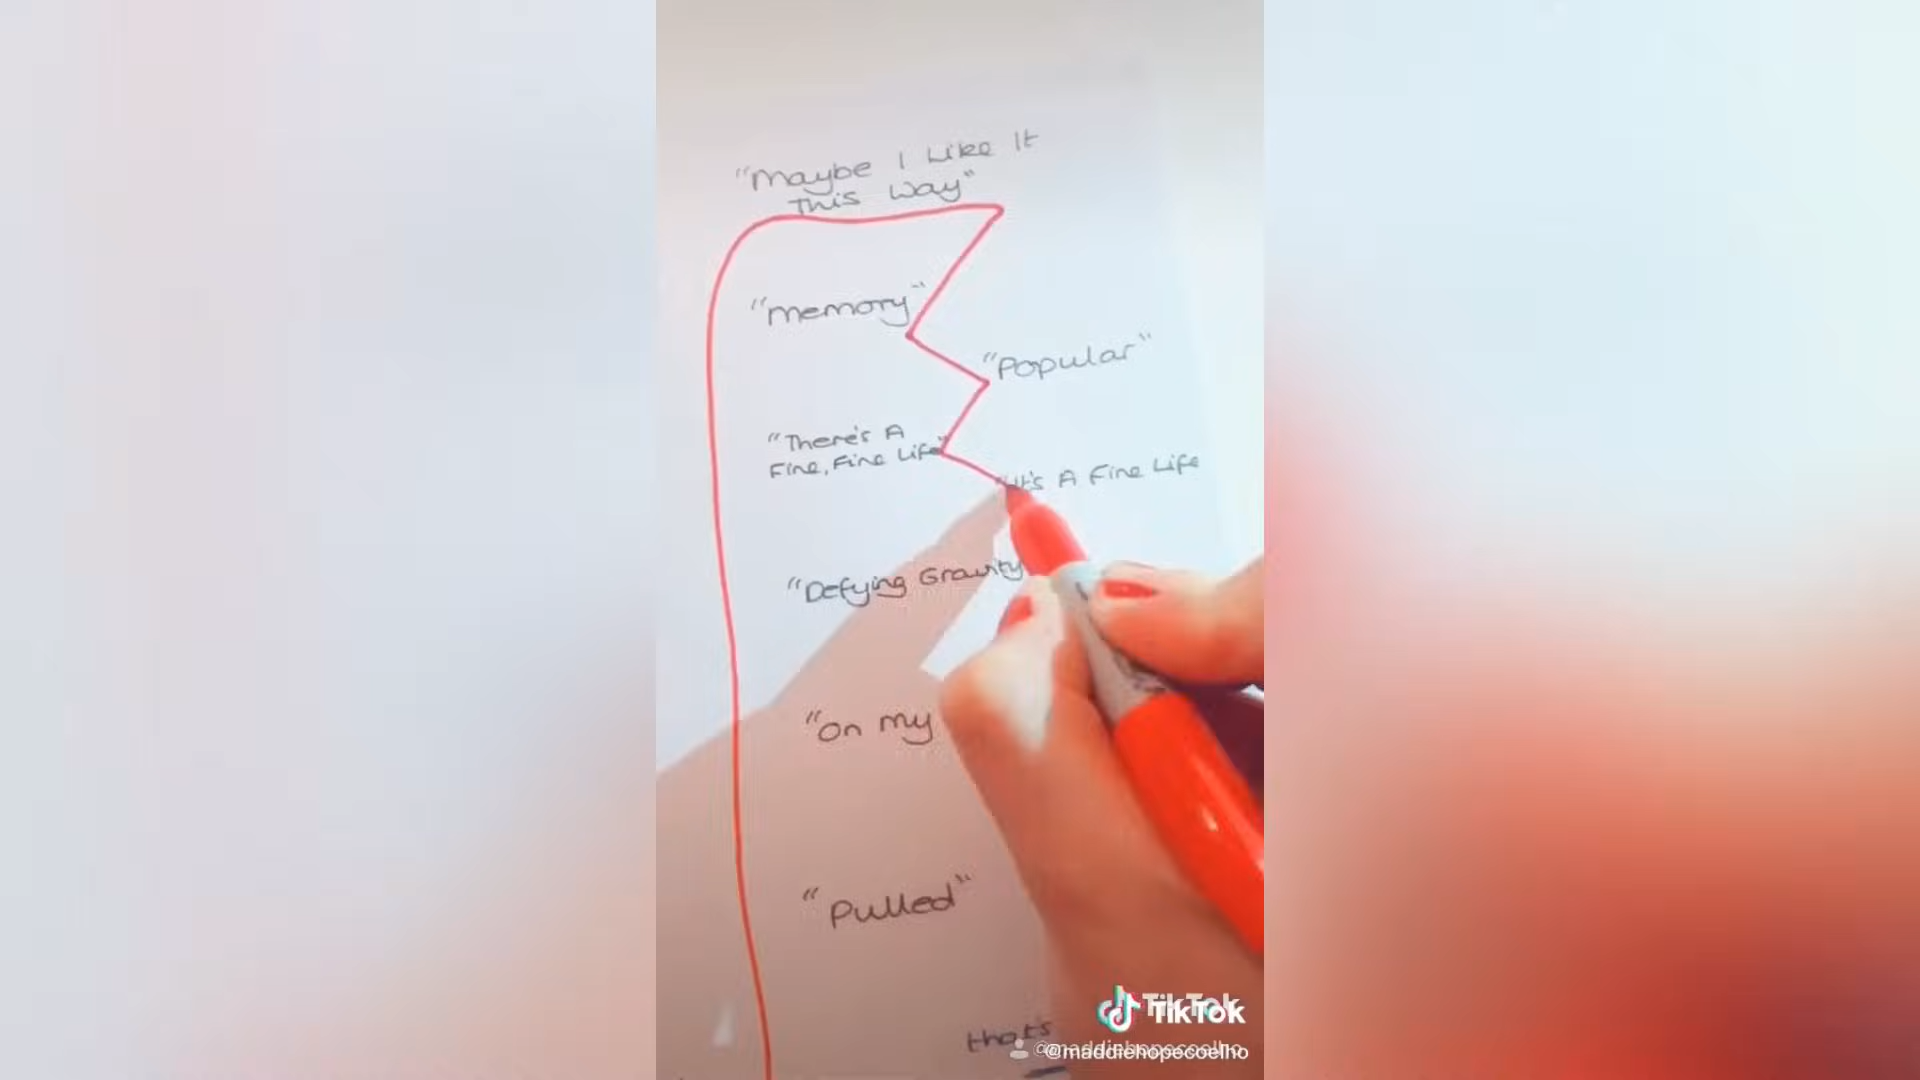 "Maybe I Like It
This Way"
"Memory"
"Popular"
"There's A
Fine, Fine Life"
"It's A Fine Life
"Defying Gravity
"On My
"Pulled"
that's
TikTok
@maddiehopecoelho